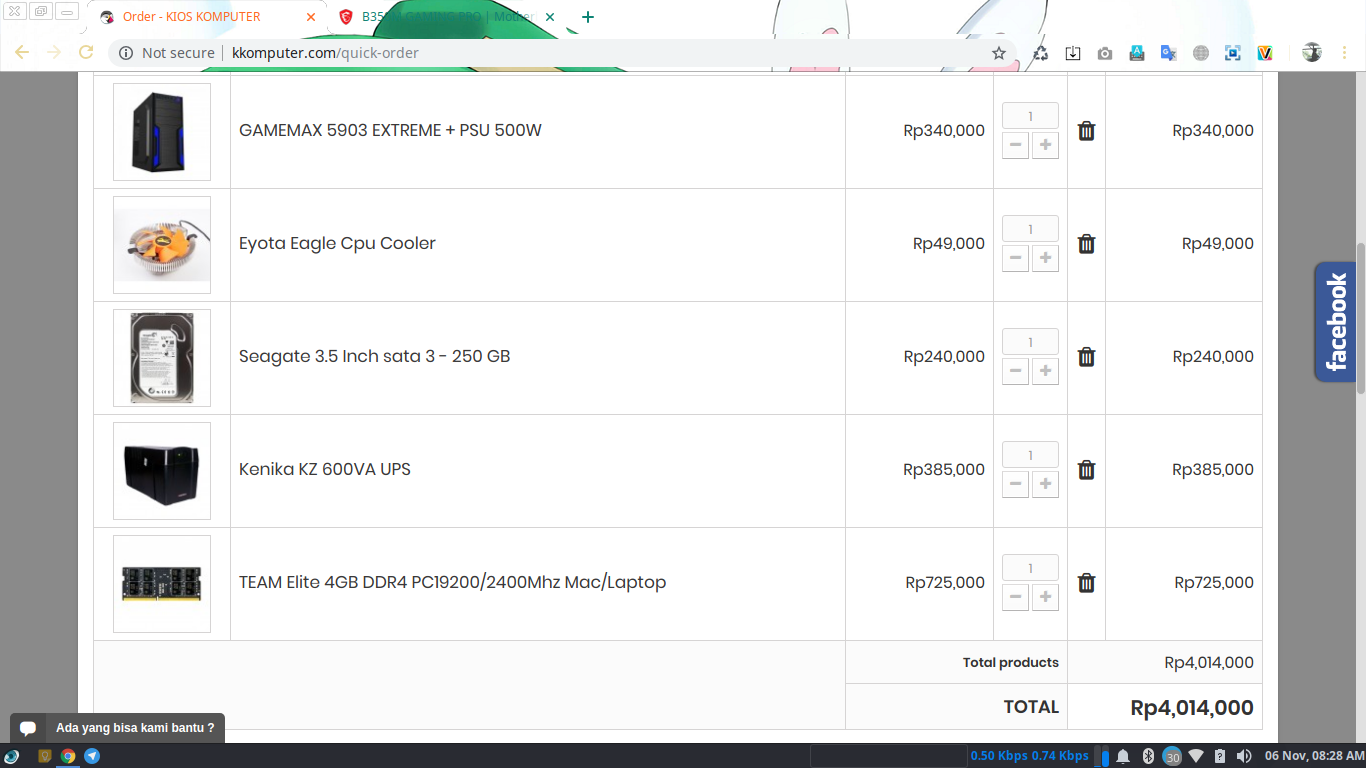 Order - KIOS KOMPUTER
B350M GAMING PRO | Mother
Not secure | kkomputer.com/quick-order
GAMEMAX 5903 EXTREME + PSU 500W Rp340,000 1 Rp340,000
− +
Eyota Eagle Cpu Cooler Rp49,000 1 Rp49,000
− +
Seagate 3.5 Inch sata 3 - 250 GB Rp240,000 1 Rp240,000
− +
Kenika KZ 600VA UPS Rp385,000 1 Rp385,000
− +
TEAM Elite 4GB DDR4 PC19200/2400Mhz Mac/Laptop Rp725,000 1 Rp725,000
− +
Total products Rp4,014,000
TOTAL Rp4,014,000
facebook
Ada yang bisa kami bantu ?
0.50 Kbps 0.74 Kbps 30 06 Nov, 08:28 AM